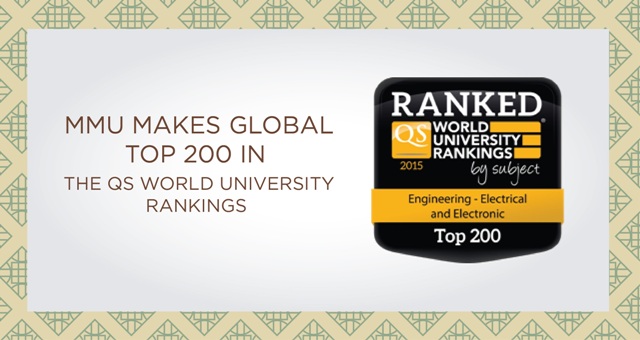 MMU MAKES GLOBAL
TOP 200 IN
THE QS WORLD UNIVERSITY
RANKINGS
RANKED
QS
WORLD
UNIVERSITY
RANKINGS
®
2015
by subject
Engineering - Electrical
and Electronic
Top 200